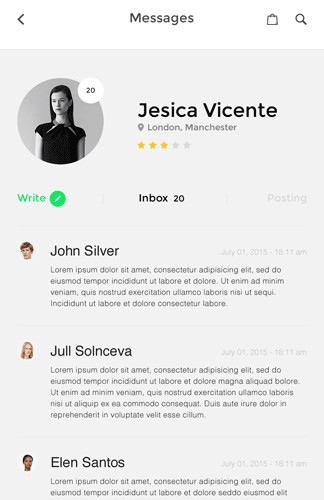 Messages
20
Jesica Vicente
London, Manchester
Write
Inbox 20
Posting
John Silver
July 01, 2015 - 18:11 am
Lorem ipsum dolor sit amet, consectetur adipisicing elit, sed do
eiusmod tempor incididunt ut labore et dolore. Ut enim ad minim
veniam, quis nostrud exercitation ullamco laboris nisi ut sequi.
Incididunt ut labore et dolore consectetur labore.
Jull Solnceva
July 01, 2015 - 18:11 am
Lorem ipsum dolor sit amet, consectetur adipisicing elit, sed do
eiusmod tempor incididunt ut labore et dolore magna aliquad bolore.
Ut enim ad minim veniam, quis nostrud exercitation ullamco laboris
nisi ut aliquip ex ea commodo consequat. Duis aute irure dolor in
reprehenderit in voluptate velit esse cillum.
Elen Santos
July 01, 2015 - 18:11 am
Lorem ipsum dolor sit amet, consectetur adipisicing elit, sed do
eiusmod tempor incididunt ut labore et dolore seddo eiusmd elit